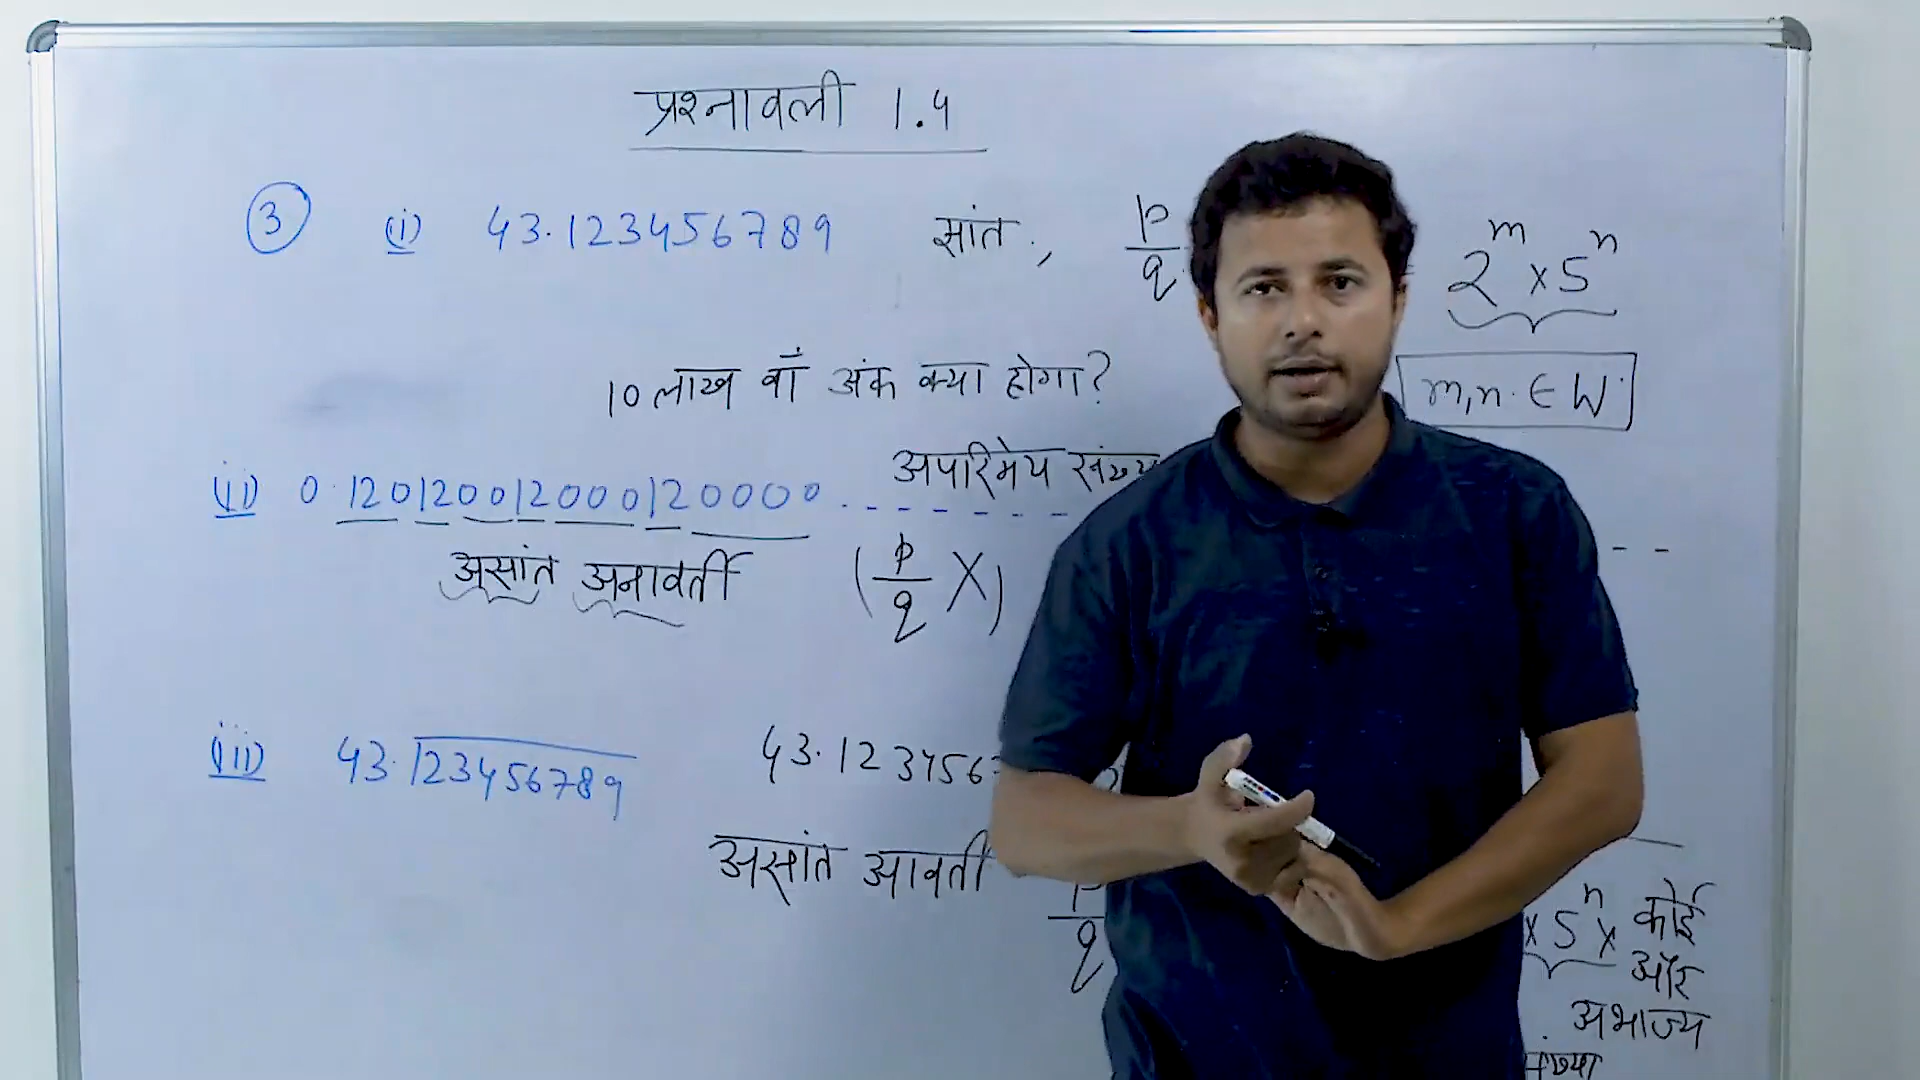 प्रश्नावली 1.4
3 (i) 43.123456789 सांत, p/q 2^m x 5^n
10 लाख वाँ अंक क्या होगा? m,n. ∈ W.
अपरिमेय
(ii) 0.120120012000120000.-------
असांत अनावर्ती (p/q X)
(iii) 43.123456789 43.1234567
असांत आवर्ती p/q x 5^n x कोई
और
अभाज्य
संख्या